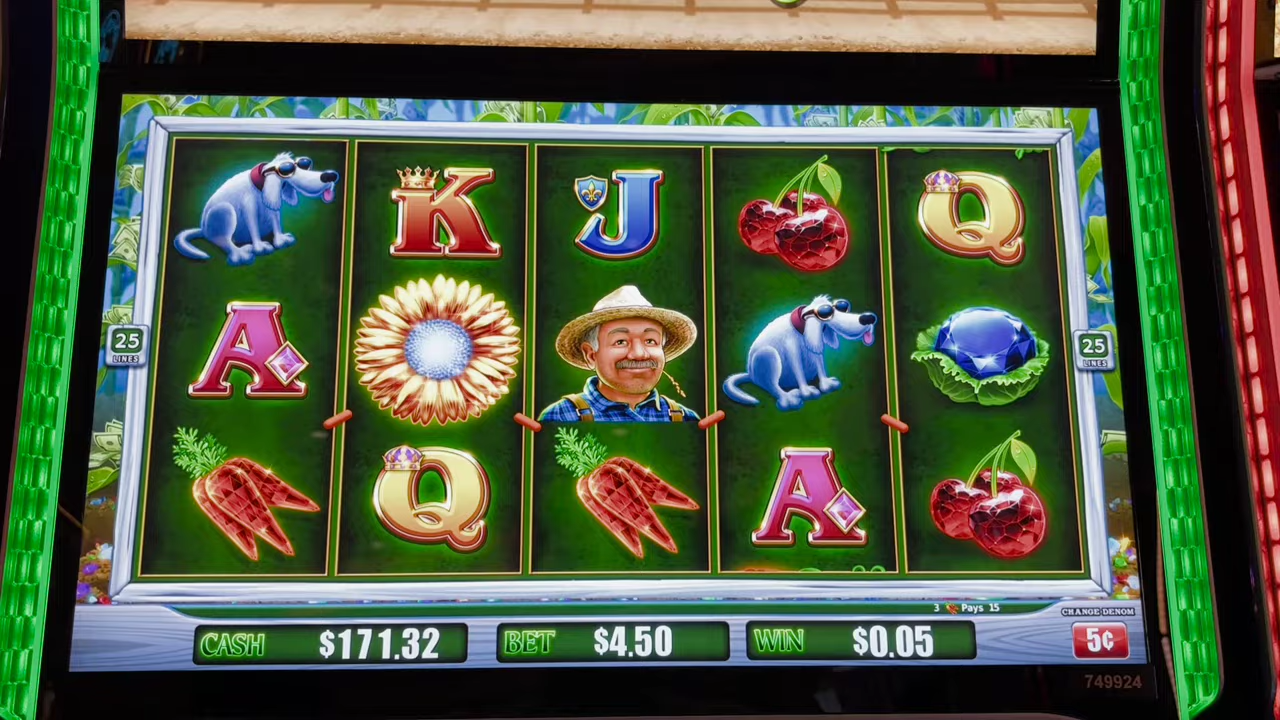 K J Q
A
25 LINES
25 LINES
Q A
3 Pays 15
CHANGE DENOM
CASH $171.32 BET $4.50 WIN $0.05 5¢
749924